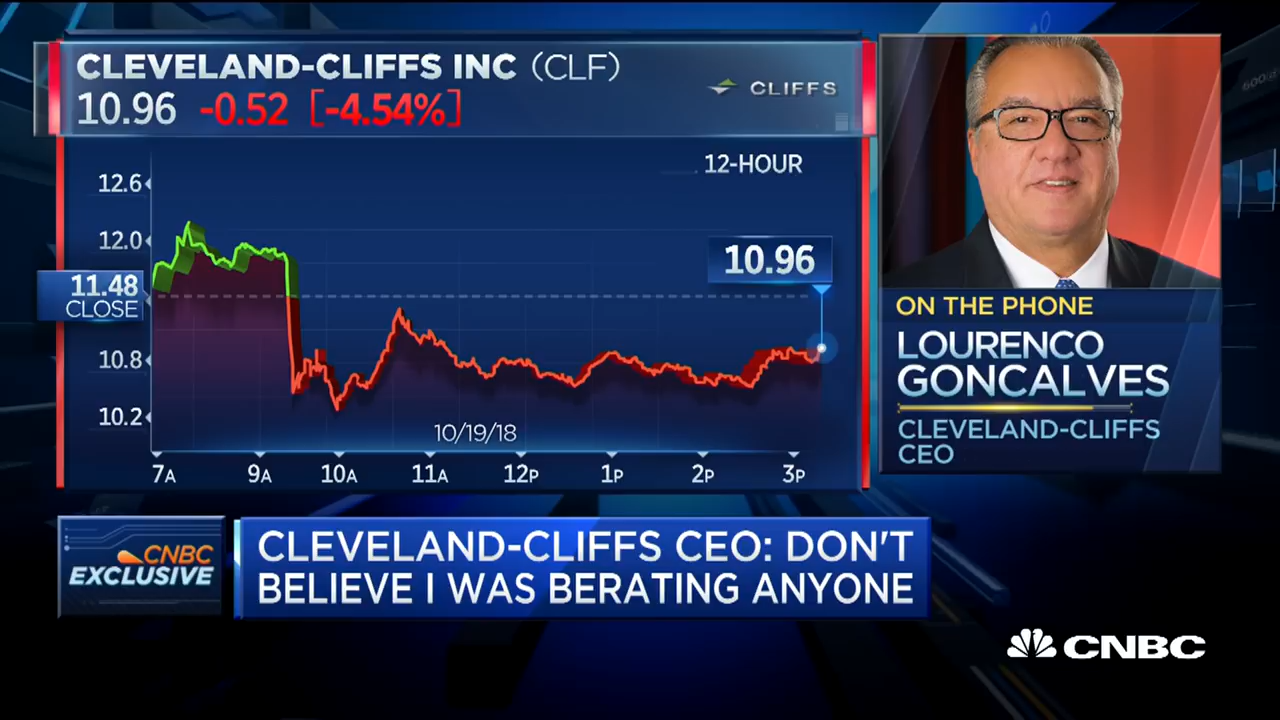 CLEVELAND-CLIFFS INC (CLF)
10.96 -0.52 [-4.54%]
CLIFFS
12-HOUR
12.6
12.0
11.48
CLOSE
10.8
10.2
10.96
10/19/18
7A 9A 10A 11A 12P 1P 2P 3P
ON THE PHONE
LOURENCO
GONCALVES
CLEVELAND-CLIFFS
CEO
CNBC
EXCLUSIVE
CLEVELAND-CLIFFS CEO: DON'T
BELIEVE I WAS BERATING ANYONE
CNBC